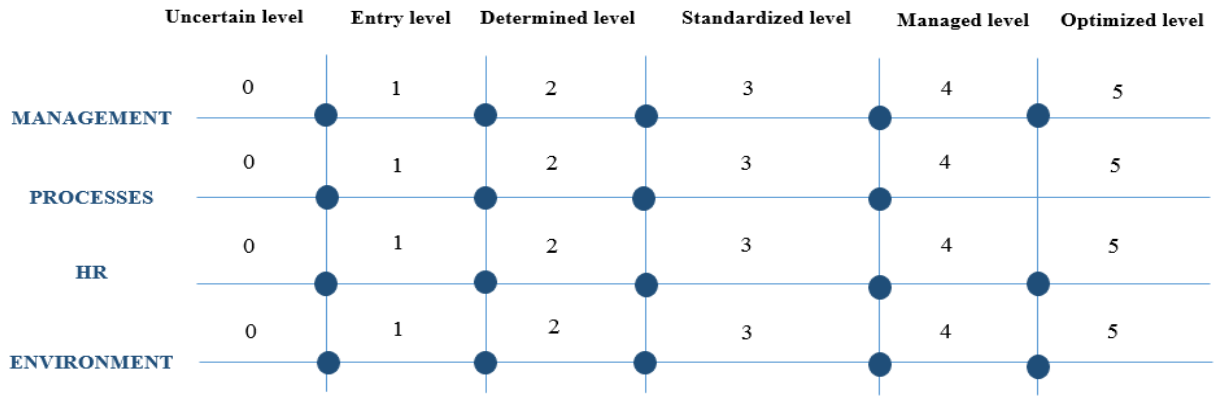 Uncertain level Entry level Determined level Standardized level Managed level Optimized level
0 1 2 3 4 5
MANAGEMENT
0 1 2 3 4 5
PROCESSES
0 1 2 3 4 5
HR
0 1 2 3 4 5
ENVIRONMENT